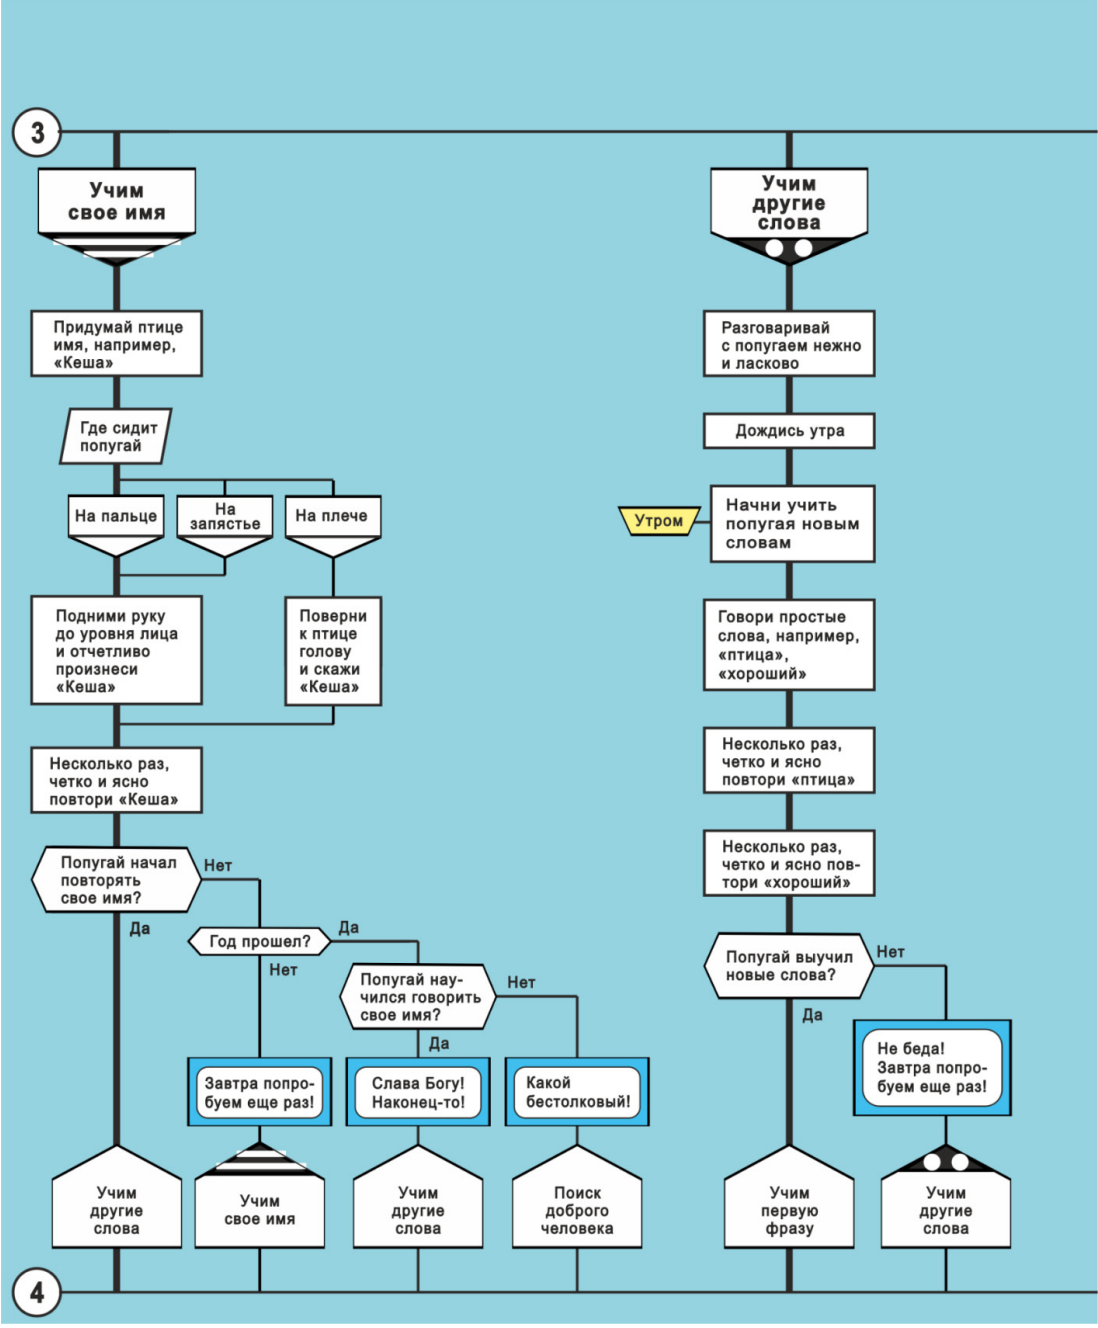 3
Учим
свое имя
Придумай птице
имя, например,
«Кеша»
Где сидит
попугай
На пальце
На
запястье
На плече
Подними руку
до уровня лица
и отчетливо
произнеси
«Кеша»
Поверни
к птице
голову
и скажи
«Кеша»
Несколько раз,
четко и ясно
повтори «Кеша»
Попугай начал
повторять
свое имя?
Нет
Да
Год прошел?
Да
Нет
Попугай нау-
чился говорить
свое имя?
Нет
Да
Завтра попро-
буем еще раз!
Слава Богу!
Наконец-то!
Какой
бестолковый!
Учим
другие
слова
Учим
свое имя
Учим
другие
слова
Поиск
доброго
человека
Учим
другие
слова
Разговаривай
с попугаем нежно
и ласково
Дождись утра
Утром
Начни учить
попугая новым
словам
Говори простые
слова, например,
«птица»,
«хороший»
Несколько раз,
четко и ясно
повтори «птица»
Несколько раз,
четко и ясно пов-
тори «хороший»
Попугай выучил
новые слова?
Нет
Да
Не беда!
Завтра попро-
буем еще раз!
Учим
первую
фразу
Учим
другие
слова
4